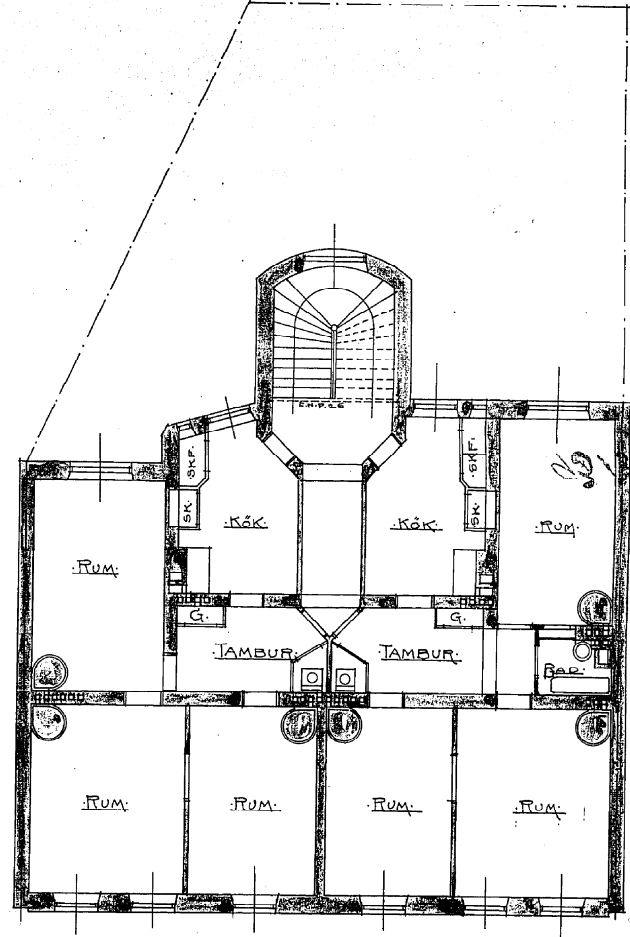 SKF.
SKF.
SK.
SK.
·KÖK·
·KÖK·
·RUM·
·RUM·
G.
G.
·TAMBUR·
·TAMBUR·
BAD
·RUM·
·RUM·
·RUM·
·RUM·